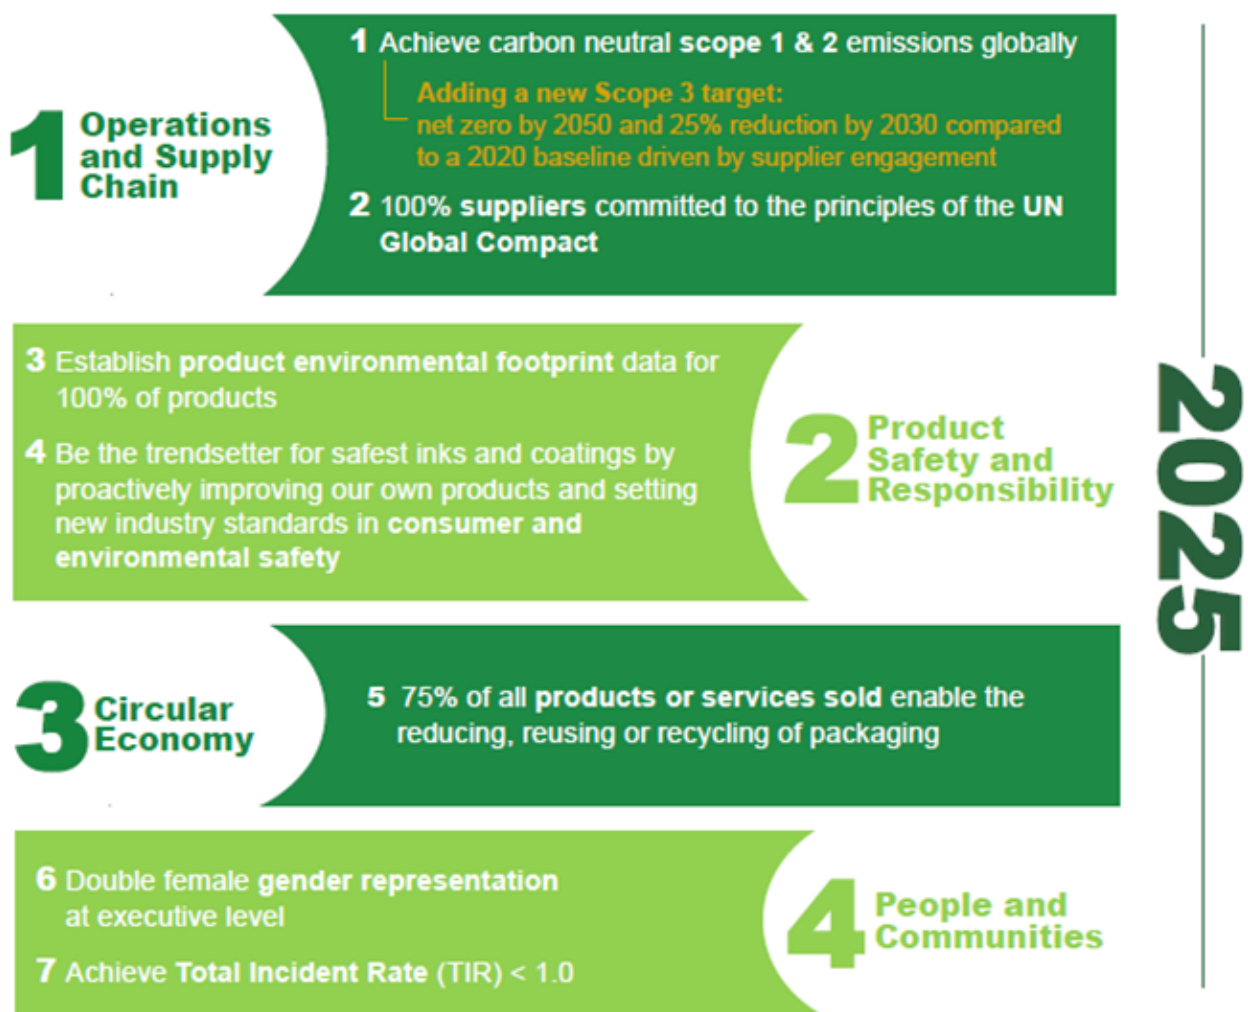 1 Operations
and Supply
Chain
1 Achieve carbon neutral scope 1 & 2 emissions globally
Adding a new Scope 3 target:
net zero by 2050 and 25% reduction by 2030 compared
to a 2020 baseline driven by supplier engagement
2 100% suppliers committed to the principles of the UN
Global Compact
3 Establish product environmental footprint data for
100% of products
4 Be the trendsetter for safest inks and coatings by
proactively improving our own products and setting
new industry standards in consumer and
environmental safety
2 Product
Safety and
Responsibility
3 Circular
Economy
5 75% of all products or services sold enable the
reducing, reusing or recycling of packaging
6 Double female gender representation
at executive level
7 Achieve Total Incident Rate (TIR) < 1.0
4 People and
Communities
2025